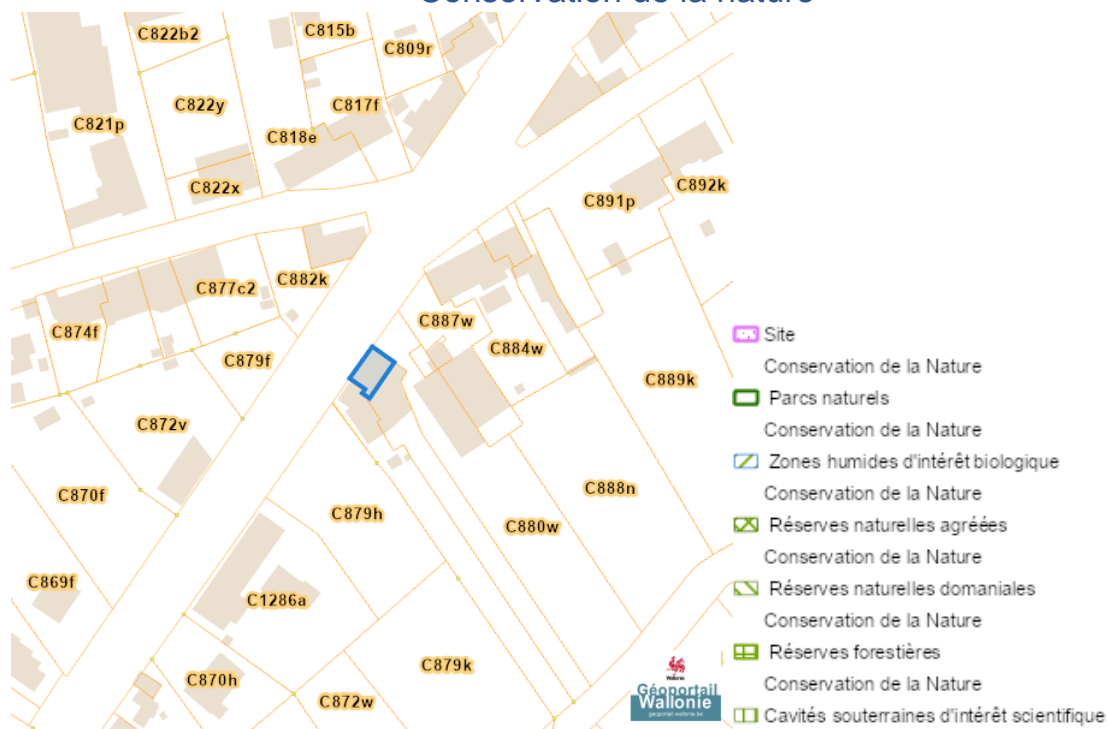 Conservation de la nature
C822b2
C815b
C809r
C822y
C817f
C821p
C818e
C822x
C892k
C891p
C877c2
C882k
C874f
C887w
C879f
C884w
C889k
C872v
C870f
C888n
C879h
C880w
C869f
C1286a
C879k
C870h
C872w
Wallonie
Géoportail
Wallonie
geoportail.wallonie.be
Site
Conservation de la Nature
Parcs naturels
Conservation de la Nature
Zones humides d'intérêt biologique
Conservation de la Nature
Réserves naturelles agréées
Conservation de la Nature
Réserves naturelles domaniales
Conservation de la Nature
Réserves forestières
Conservation de la Nature
Cavités souterraines d'intérêt scientifique